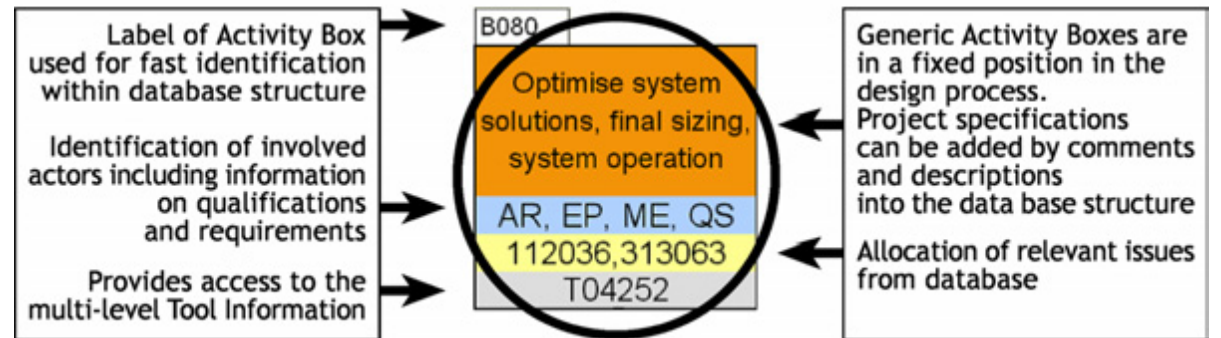 Label of Activity Box
used for fast identification
within database structure
Identification of involved
actors including information
on qualifications
and requirements
Provides access to the
multi-level Tool Information
B080
Optimise system
solutions, final sizing,
system operation
AR, EP, ME, QS
112036,313063
T04252
Generic Activity Boxes are
in a fixed position in the
design process.
Project specifications
can be added by comments
and descriptions
into the data base structure
Allocation of relevant issues
from database